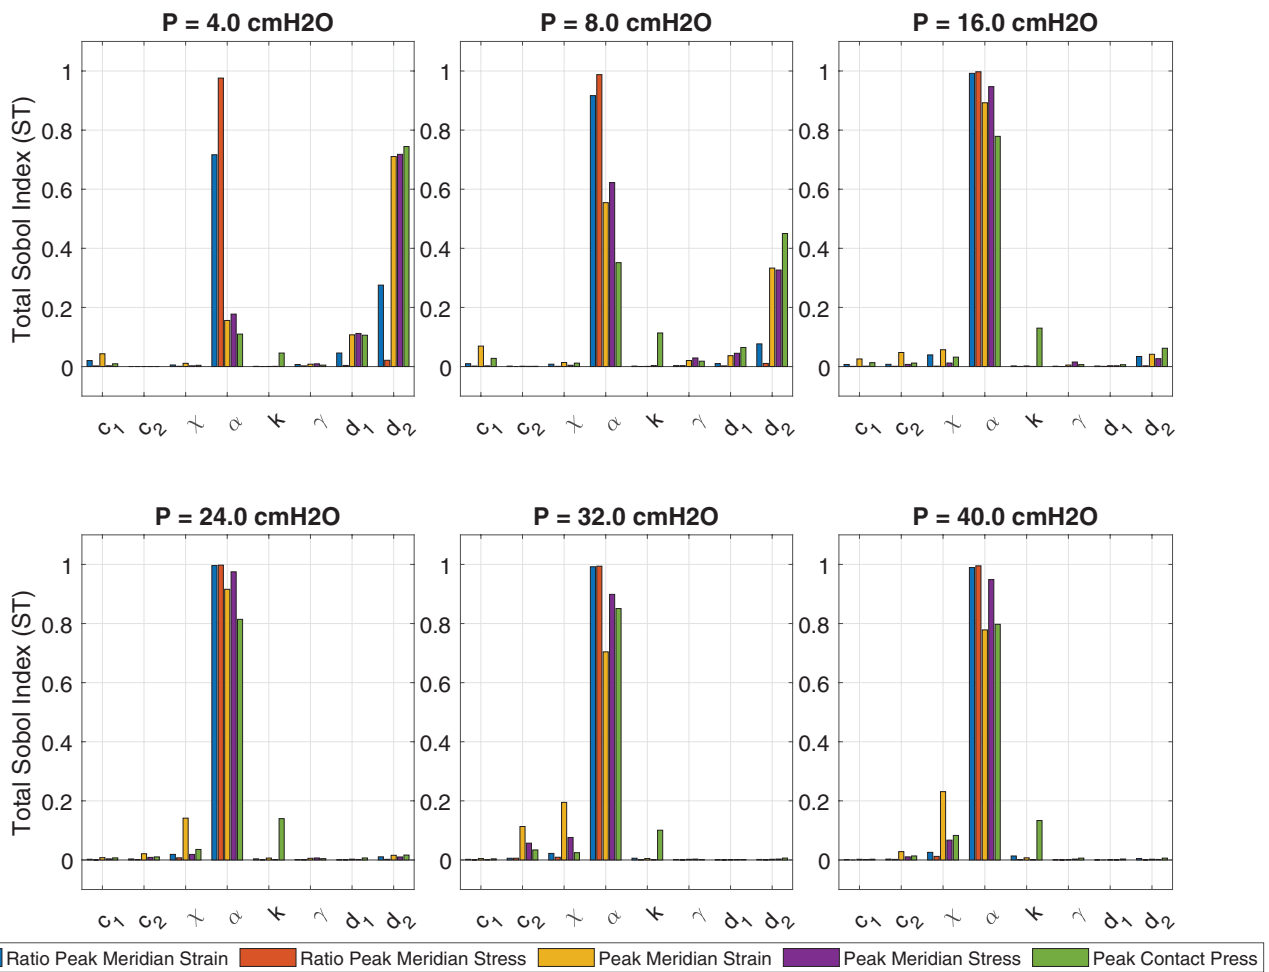 P = 4.0 cmH2O
P = 8.0 cmH2O
P = 16.0 cmH2O
Total Sobol Index (ST)
1
0.8
0.6
0.4
0.2
0
1
0.8
0.6
0.4
0.2
0
1
0.8
0.6
0.4
0.2
0
c1 c2 χ α k γ d1 d2
c1 c2 χ α k γ d1 d2
c1 c2 χ α k γ d1 d2
P = 24.0 cmH2O
P = 32.0 cmH2O
P = 40.0 cmH2O
Total Sobol Index (ST)
1
0.8
0.6
0.4
0.2
0
1
0.8
0.6
0.4
0.2
0
1
0.8
0.6
0.4
0.2
0
c1 c2 χ α k γ d1 d2
c1 c2 χ α k γ d1 d2
c1 c2 χ α k γ d1 d2
Ratio Peak Meridian Strain Ratio Peak Meridian Stress Peak Meridian Strain Peak Meridian Stress Peak Contact Press